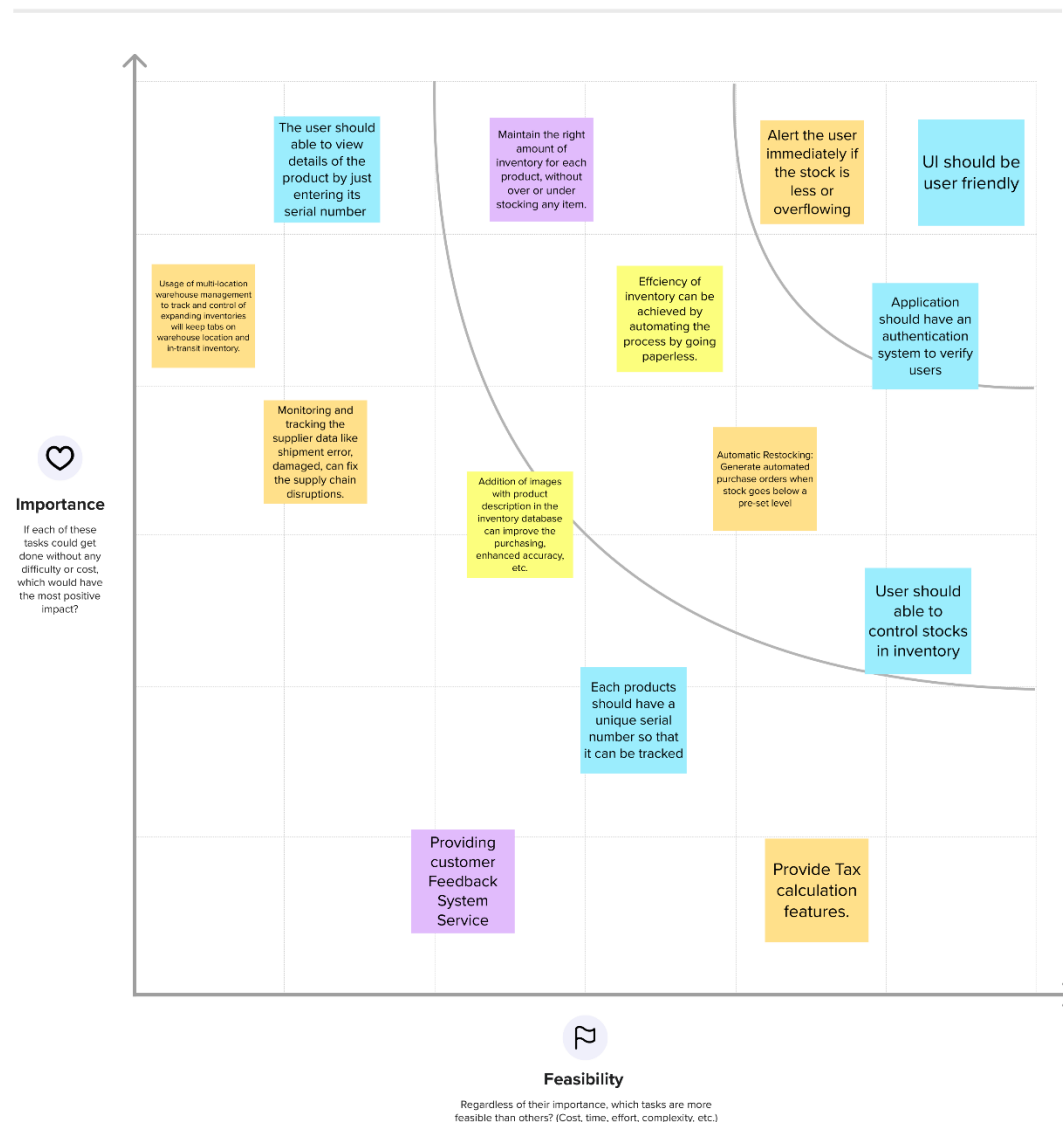 The user should
able to view
details of the
product by just
entering its
serial number
Maintain the right
amount of
inventory for each
product, without
over or under
stocking any item.
Alert the user
immediately if
the stock is
less or
overflowing
UI should be
user friendly
Usage of multi-location
warehouse management
to track and control of
expanding inventories
will keep tabs on
warehouse location and
in-transit inventory.
Effciency of
inventory can be
achieved by
automating the
process by going
paperless.
Application
should have an
authentication
system to verify
users
Monitoring and
tracking the
supplier data like
shipment error,
damaged, can fix
the supply chain
disruptions.
Addition of images
with product
description in the
inventory database
can improve the
purchasing,
enhanced accuracy,
etc.
Automatic Restocking:
Generate automated
purchase orders when
stock goes below a
pre-set level
Importance
If each of these
tasks could get
done without any
difficulty or cost,
which would have
the most positive
impact?
User should
able to
control stocks
in inventory
Each products
should have a
unique serial
number so that
it can be tracked
Providing
customer
Feedback
System
Service
Provide Tax
calculation
features.
Feasibility
Regardless of their importance, which tasks are more
feasible than others? (Cost, time, effort, complexity, etc.)